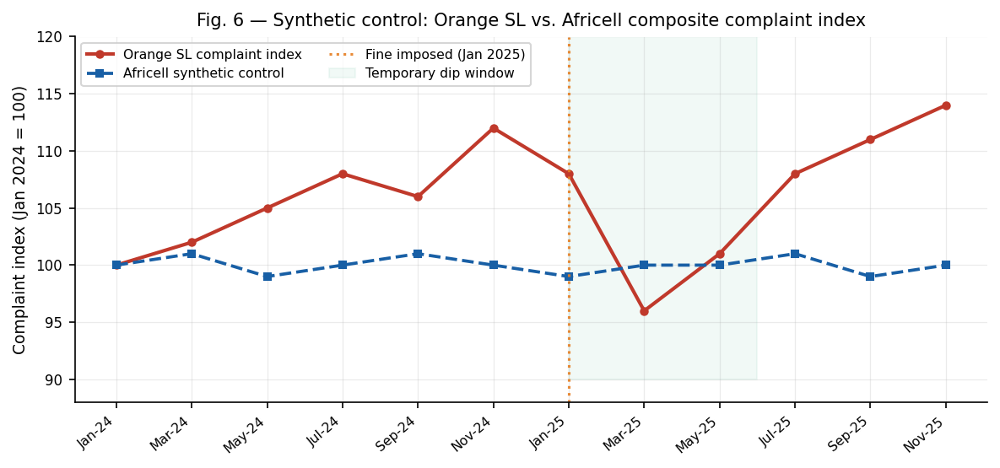 Fig. 6 — Synthetic control: Orange SL vs. Africell composite complaint index
Complaint index (Jan 2024 = 100)
120
115
110
105
100
95
90
Orange SL complaint index
Africell synthetic control
Fine imposed (Jan 2025)
Temporary dip window
Jan-24
Mar-24
May-24
Jul-24
Sep-24
Nov-24
Jan-25
Mar-25
May-25
Jul-25
Sep-25
Nov-25